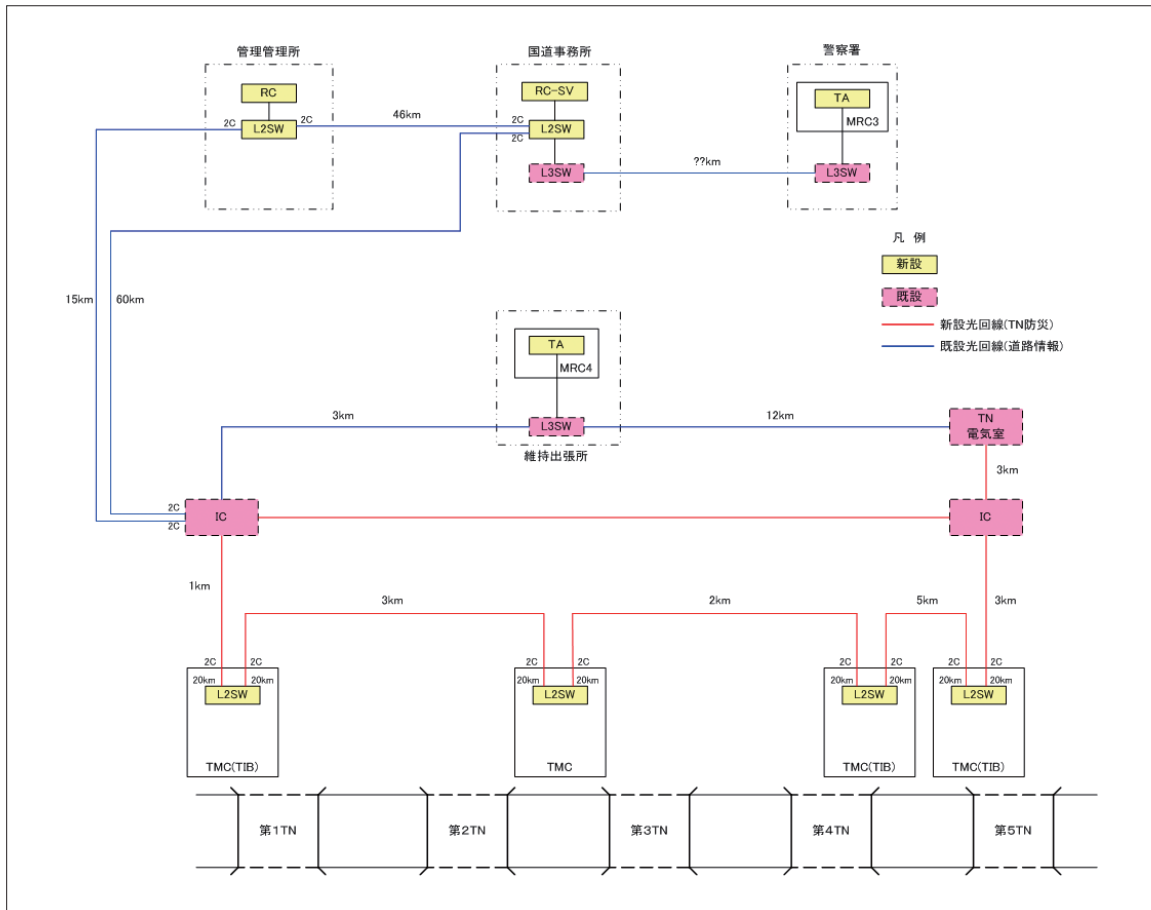 管理管理所
国道事務所
警察署
RC
RC-SV
TA
MRC3
2C
L2SW
2C
46km
2C
L2SW
2C
L3SW
??km
L3SW
凡 例
新設
既設
新設光回線(TN防災)
既設光回線(道路情報)
15km
60km
TA
MRC4
3km
L3SW
12km
維持出張所
TN
電気室
3km
2C
2C
IC
IC
1km
3km
2km
5km
3km
2C
2C
2C
2C
2C
2C
2C
2C
20km
20km
20km
20km
20km
20km
20km
20km
L2SW
L2SW
L2SW
L2SW
TMC(TIB)
TMC
TMC(TIB)
TMC(TIB)
第1TN
第2TN
第3TN
第4TN
第5TN